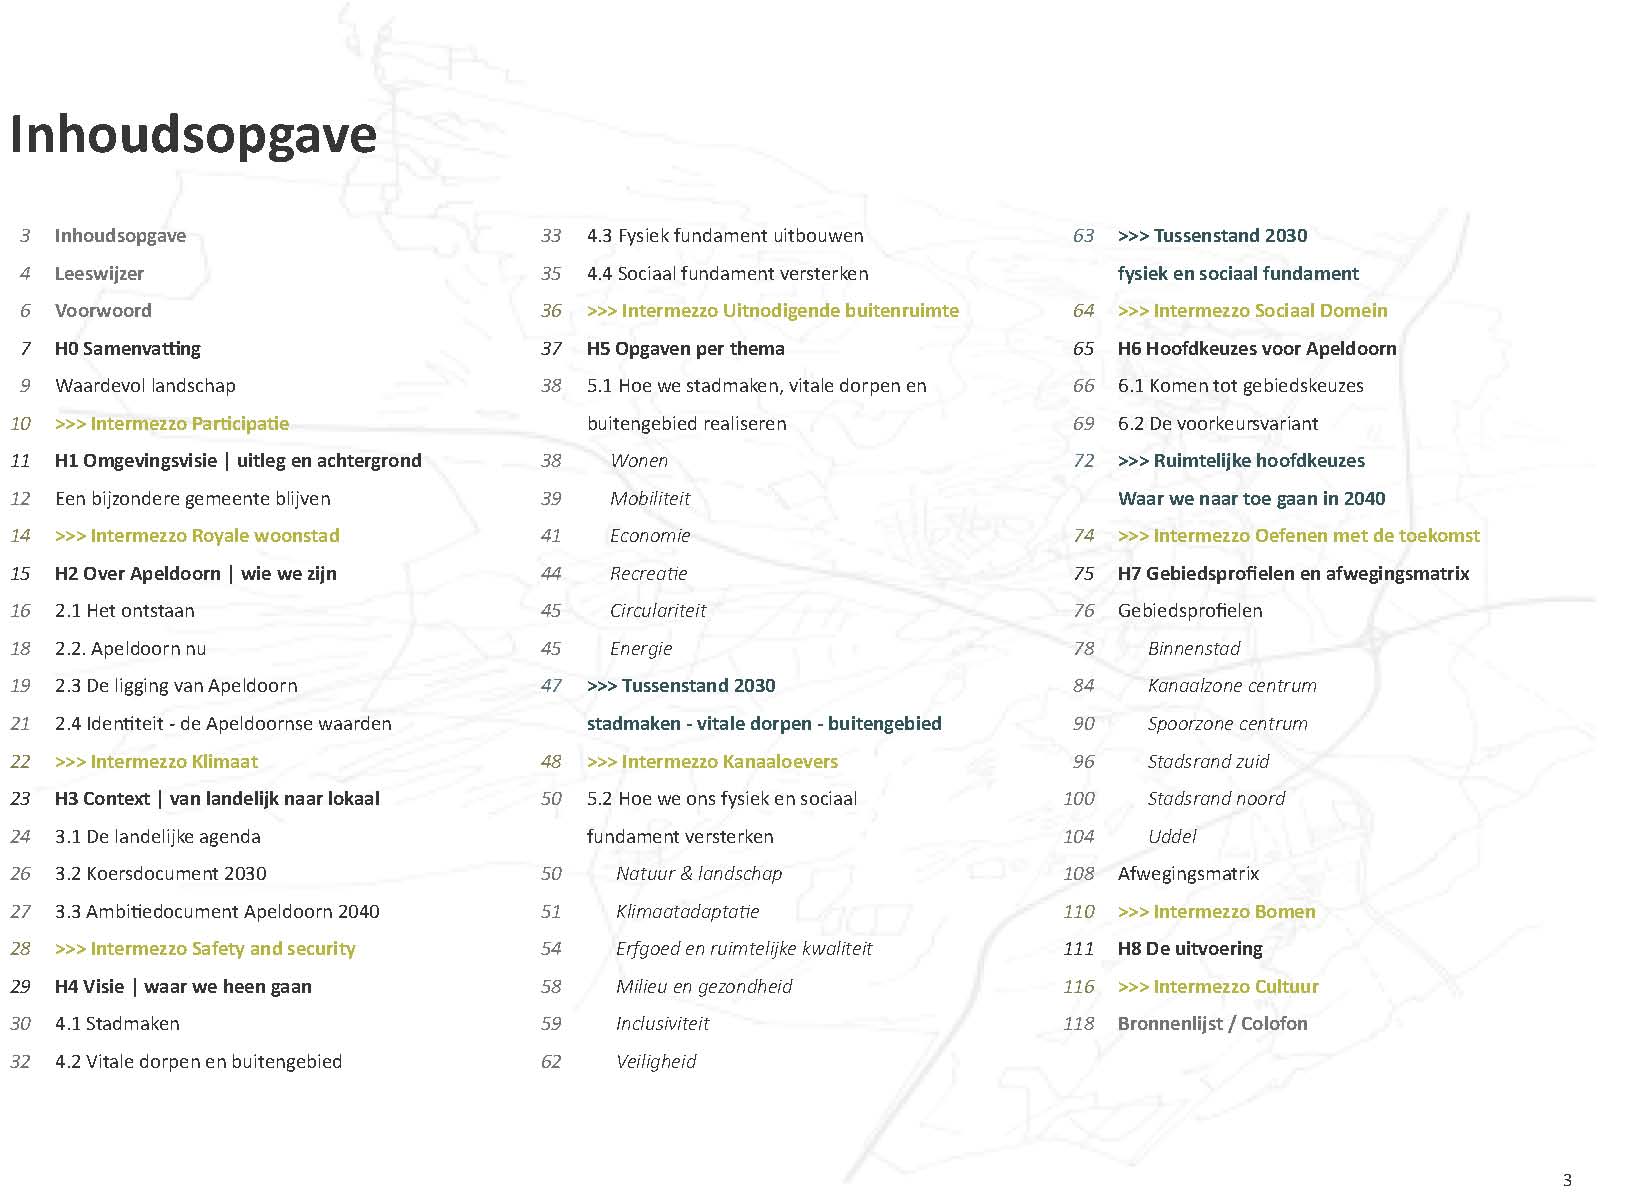 Inhoudsopgave
3 Inhoudsopgave
4 Leeswijzer
6 Voorwoord
7 H0 Samenvatting
9 Waardevol landschap
10 >>> Intermezzo Participatie
11 H1 Omgevingsvisie | uitleg en achtergrond
12 Een bijzondere gemeente blijven
14 >>> Intermezzo Royale woonstad
15 H2 Over Apeldoorn | wie we zijn
16 2.1 Het ontstaan
18 2.2. Apeldoorn nu
19 2.3 De ligging van Apeldoorn
21 2.4 Identiteit - de Apeldoornse waarden
22 >>> Intermezzo Klimaat
23 H3 Context | van landelijk naar lokaal
24 3.1 De landelijke agenda
26 3.2 Koersdocument 2030
27 3.3 Ambitiedocument Apeldoorn 2040
28 >>> Intermezzo Safety and security
29 H4 Visie | waar we heen gaan
30 4.1 Stadmaken
32 4.2 Vitale dorpen en buitengebied
33 4.3 Fysiek fundament uitbouwen
35 4.4 Sociaal fundament versterken
36 >>> Intermezzo Uitnodigende buitenruimte
37 H5 Opgaven per thema
38 5.1 Hoe we stadmaken, vitale dorpen en
buitengebied realiseren
38 Wonen
39 Mobiliteit
41 Economie
44 Recreatie
45 Circulariteit
45 Energie
47 >>> Tussenstand 2030
stadmaken - vitale dorpen - buitengebied
48 >>> Intermezzo Kanaaloevers
50 5.2 Hoe we ons fysiek en sociaal
fundament versterken
50 Natuur & landschap
51 Klimaatadaptatie
54 Erfgoed en ruimtelijke kwaliteit
58 Milieu en gezondheid
59 Inclusiviteit
62 Veiligheid
63 >>> Tussenstand 2030
fysiek en sociaal fundament
64 >>> Intermezzo Sociaal Domein
65 H6 Hoofdkeuzes voor Apeldoorn
66 6.1 Komen tot gebiedskeuzes
69 6.2 De voorkeursvariant
72 >>> Ruimtelijke hoofdkeuzes
Waar we naar toe gaan in 2040
74 >>> Intermezzo Oefenen met de toekomst
75 H7 Gebiedsprofielen en afwegingsmatrix
76 Gebiedsprofielen
78 Binnenstad
84 Kanaalzone centrum
90 Spoorzone centrum
96 Stadsrand zuid
100 Stadsrand noord
104 Uddel
108 Afwegingsmatrix
110 >>> Intermezzo Bomen
111 H8 De uitvoering
116 >>> Intermezzo Cultuur
118 Bronnenlijst / Colofon
3